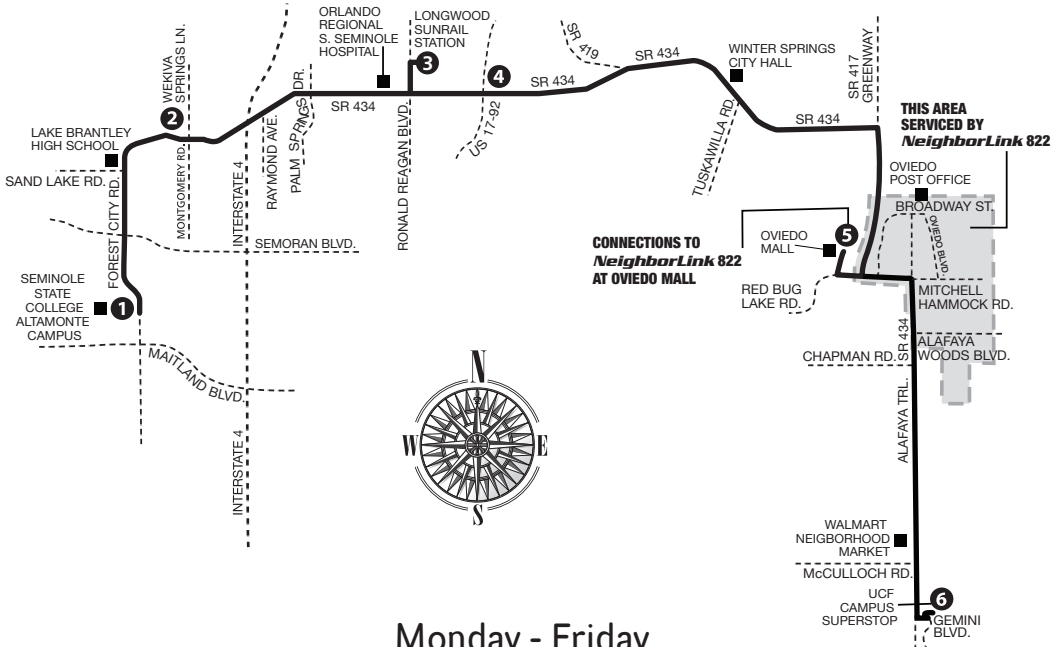 ORLANDO
REGIONAL
S. SEMINOLE
HOSPITAL
LONGWOOD
SUNRAIL
STATION
3
4
SR 419
SR 434
WINTER SPRINGS
CITY HALL
SR 417
GREENWAY
WEKIVA
SPRINGS LN.
2
LAKE BRANTLEY
HIGH SCHOOL
SAND LAKE RD.
FOREST CITY RD.
MONTGOMERY RD.
INTERSTATE 4
RAYMOND AVE.
PALM SPRINGS DR.
SR 434
RONALD REAGAN BLVD.
US 17-92
SR 434
TUSKAWILLA RD.
SR 434
THIS AREA
SERVICED BY
NeighborLink 822
OVIEDO
POST OFFICE
BROADWAY ST.
OVIEDO BLVD.
SEMORAN BLVD.
CONNECTIONS TO
NeighborLink 822
AT OVIEDO MALL
5
OVIEDO
MALL
RED BUG
LAKE RD.
MITCHELL
HAMMOCK RD.
SEMINOLE
STATE
COLLEGE
ALTAMONTE
CAMPUS
1
MAITLAND BLVD.
INTERSTATE 4
SR 434
ALAFAYA
WOODS BLVD.
CHAPMAN RD.
ALAFAYA TRL.
N
W
E
S
WALMART
NEIGBORHOOD
MARKET
McCULLOCH RD.
UCF
CAMPUS
SUPERSTOP
6
GEMINI
BLVD.
Monday - Friday